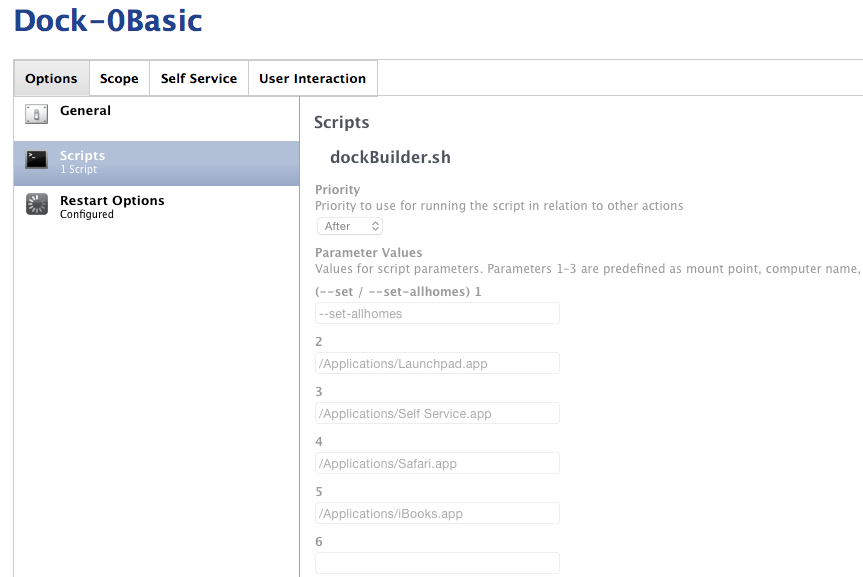 Dock-0Basic
Options Scope Self Service User Interaction
General
Scripts
1 Script
Restart Options
Configured
Scripts
dockBuilder.sh
Priority
Priority to use for running the script in relation to other actions
After
Parameter Values
Values for script parameters. Parameters 1-3 are predefined as mount point, computer name,
(--set / --set-allhomes) 1
--set-allhomes
2
/Applications/Launchpad.app
3
/Applications/Self Service.app
4
/Applications/Safari.app
5
/Applications/iBooks.app
6